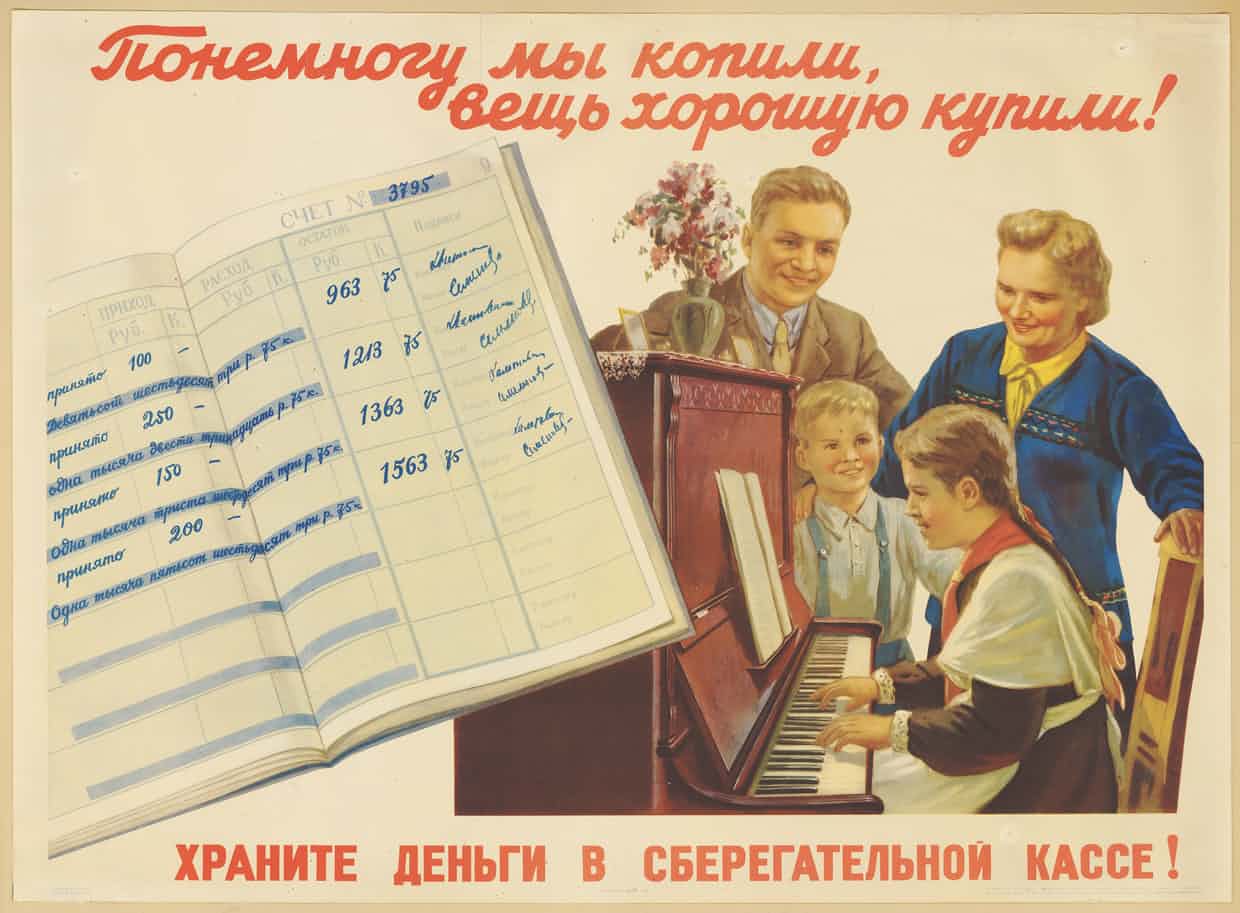 Понемногу мы копили,
вещь хорошую купили!
СЧЕТ № 3795
9
ПРИХОД
Руб. К.
РАСХОД
Руб К.
ОСТАТОК
Руб К
963 75
принято 100 –
Девятьсот шестьдесят три р. 75 к.
1213 75
принято 250 –
одна тысяча двести тринадцать р. 75 к.
1363 75
принято 150 –
Одна тысяча триста шестьдесят три р. 75 к.
1563 75
принято 200 –
Одна тысяча пятьсот шестьдесят три р. 75 к.
ХРАНИТЕ ДЕНЬГИ В СБЕРЕГАТЕЛЬНОЙ КАССЕ!